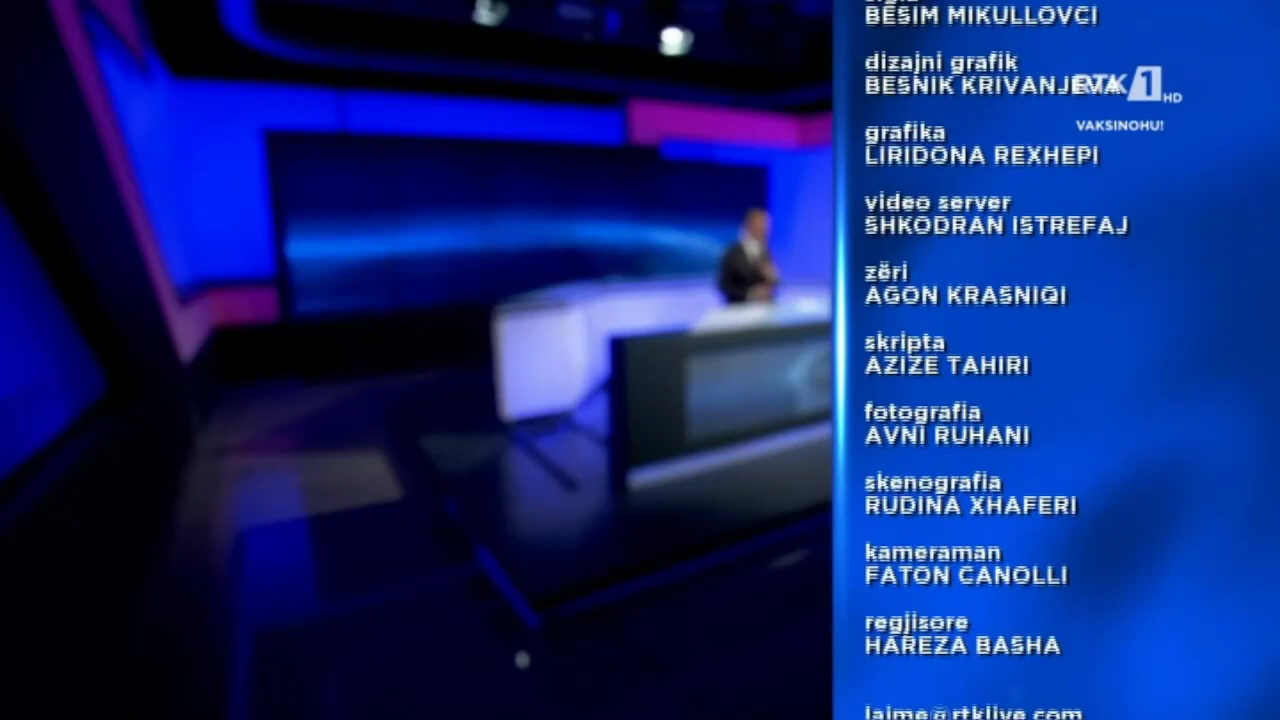 BESIM MIKULLOVCI
dizajni grafik
BESNIK KRIVANJEVA
RTK 1 HD
VAKSINOHU!
grafika
LIRIDONA REXHEPI
video server
SHKODRAN ISTREFAJ
zëri
AGON KRASNIQI
skripta
AZIZE TAHIRI
fotografia
AVNI RUHANI
skenografia
RUDINA XHAFERI
kameraman
FATON CANOLLI
regjisore
HAREZA BASHA
lajme@rtklive.com